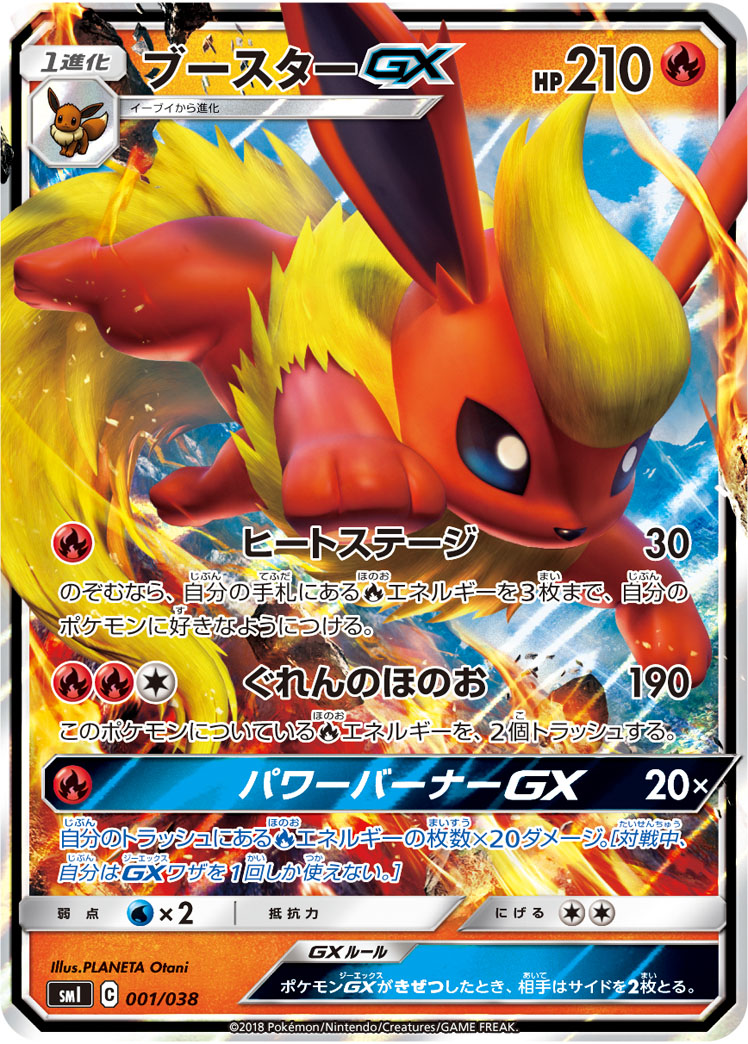 1進化 ブースターGX HP210
イーブイから進化
ヒートステージ 30
のぞむなら、自分の手札にある炎エネルギーを3枚まで、自分の
ポケモンに好きなようにつける。
ぐれんのほのお 190
このポケモンについている炎エネルギーを、2個トラッシュする。
パワーバーナーGX 20×
自分のトラッシュにある炎エネルギーの枚数×20ダメージ。[対戦中、
自分はGXワザを1回しか使えない。]
弱点 ×2 抵抗力 にげる
GXルール
ポケモンGXがきぜつしたとき、相手はサイドを2枚とる。
Illus.PLANETA Otani
SMI C 001/038
©2018 Pokémon/Nintendo/Creatures/GAME FREAK.